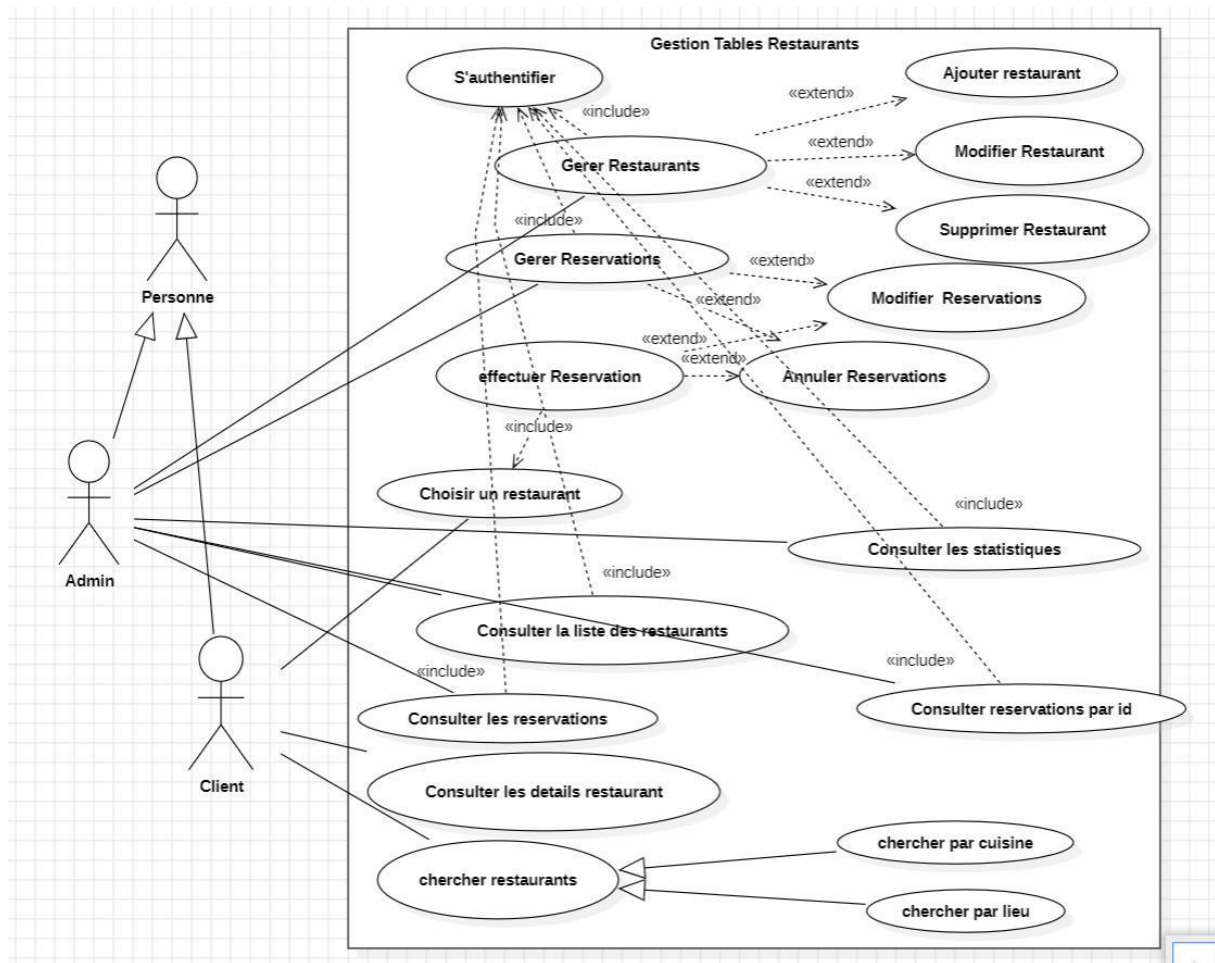 Gestion Tables Restaurants
S'authentifier
Ajouter restaurant
«extend»
«include»
«extend»
Modifier Restaurant
Gerer Restaurants
«extend»
«include»
Supprimer Restaurant
Gerer Reservations
«extend»
Personne
«extend»
Modifier  Reservations
«extend»
«extend»
effectuer Reservation
Annuler Reservations
«include»
Choisir un restaurant
«include»
Consulter les statistiques
Admin
«include»
Consulter la liste des restaurants
«include»
«include»
Consulter les reservations
Consulter reservations par id
Client
Consulter les details restaurant
chercher par cuisine
chercher restaurants
chercher par lieu